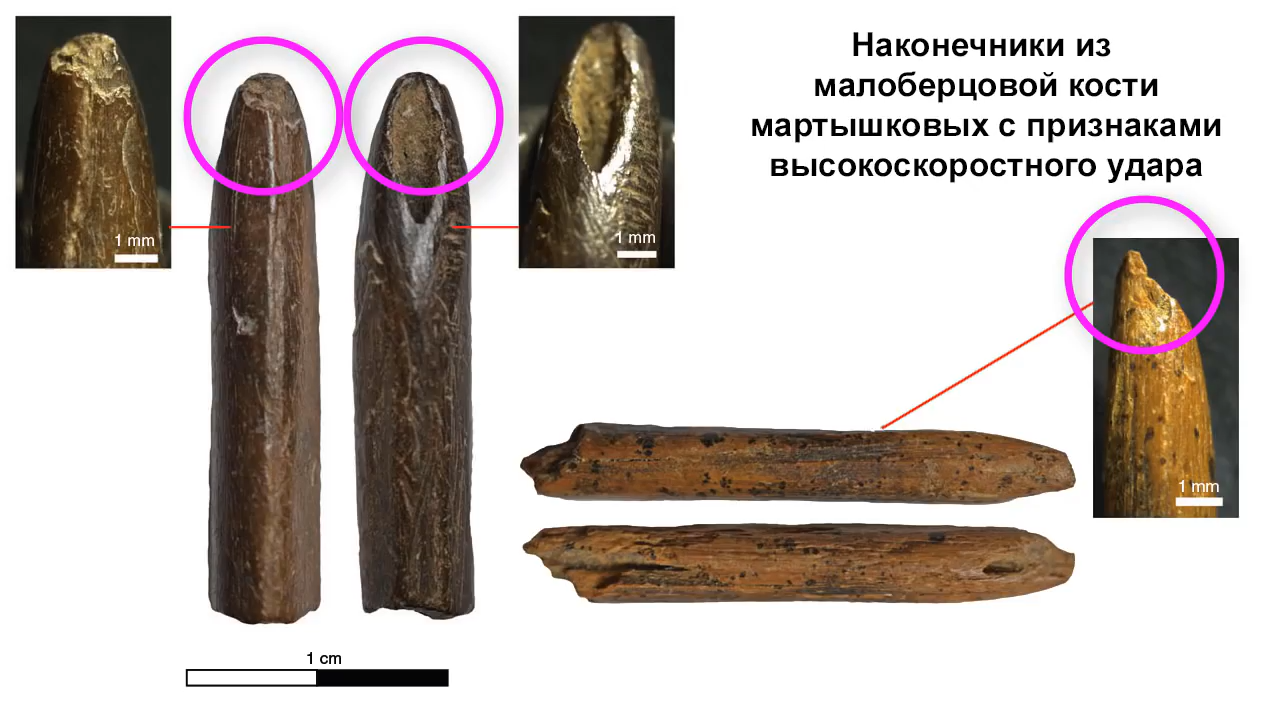 Наконечники из
малоберцовой кости
мартышковых с признаками
высокоскоростного удара
1 mm
1 mm
1 mm
1 cm